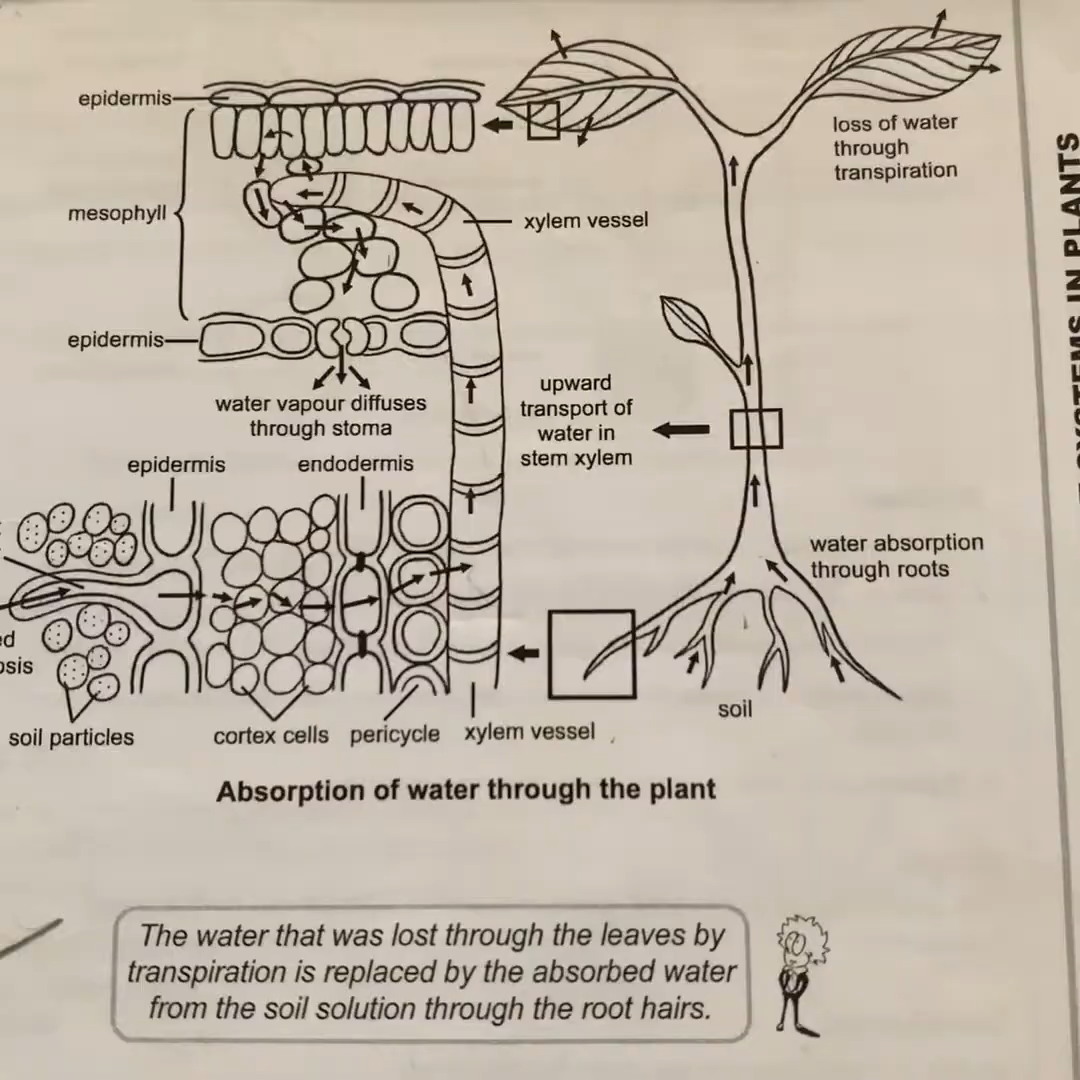 epidermis
mesophyll
epidermis
xylem vessel
loss of water
through
transpiration
water vapour diffuses
through stoma
upward
transport of
water in
stem xylem
epidermis
endodermis
water absorption
through roots
soil particles
cortex cells
pericycle
xylem vessel
soil
Absorption of water through the plant
The water that was lost through the leaves by
transpiration is replaced by the absorbed water
from the soil solution through the root hairs.
IN PLANTS